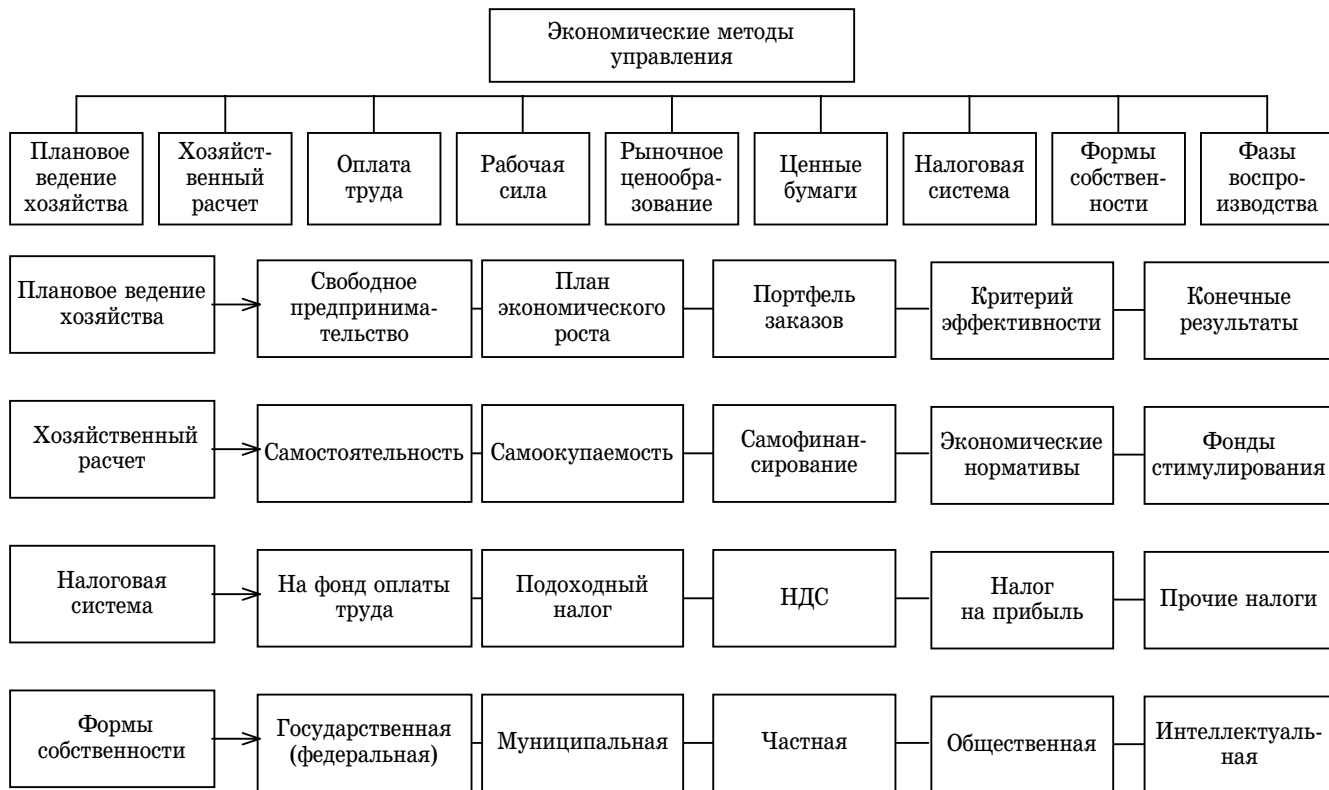 Экономические методы
управления
Плановое
ведение
хозяйства
Хозяйст-
венный
расчет
Оплата
труда
Рабочая
сила
Рыночное
ценообра-
зование
Ценные
бумаги
Налоговая
система
Формы
собствен-
ности
Фазы
воспро-
изводства
Плановое ведение
хозяйства
Свободное
предпринима-
тельство
План
экономического
роста
Портфель
заказов
Критерий
эффективности
Конечные
результаты
Хозяйственный
расчет
Самостоятельность
Самоокупаемость
Самофинан-
сирование
Экономические
нормативы
Фонды
стимулирования
Налоговая
система
На фонд оплаты
труда
Подоходный
налог
НДС
Налог
на прибыль
Прочие налоги
Формы
собственности
Государственная
(федеральная)
Муниципальная
Частная
Общественная
Интеллектуаль-
ная